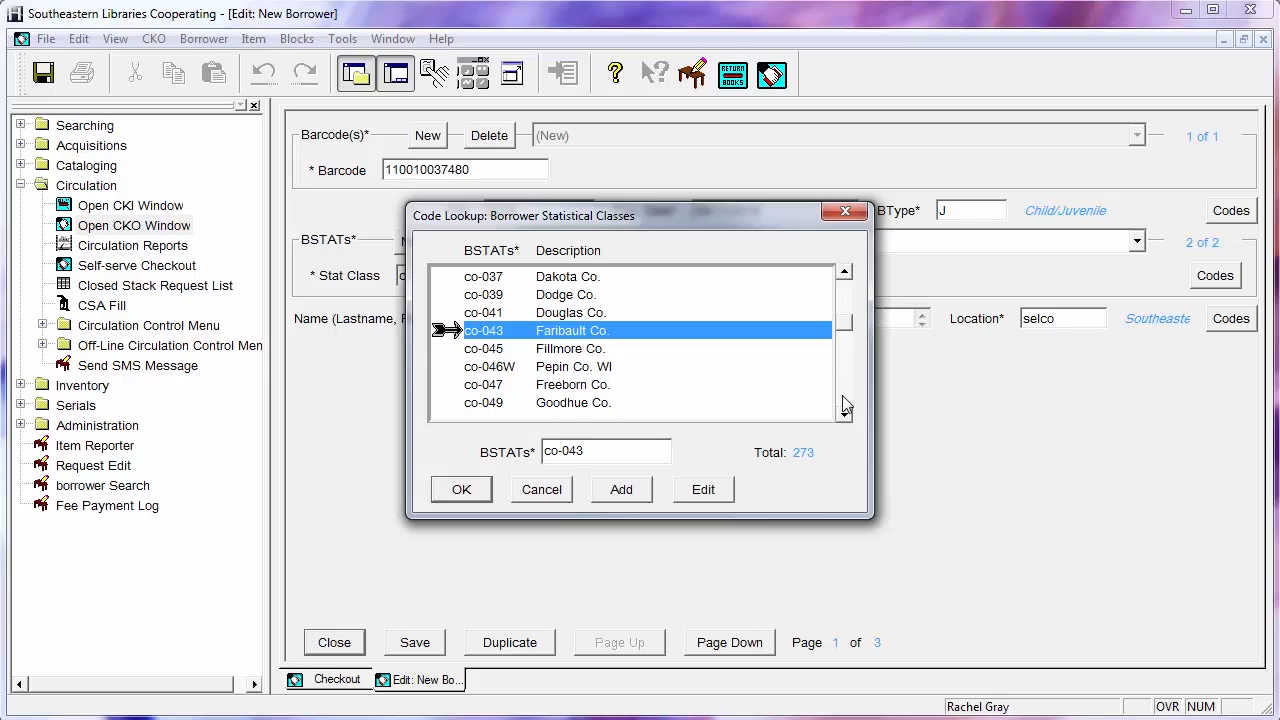 Southeastern Libraries Cooperating - [Edit: New Borrower]
File Edit View CKO Borrower Item Blocks Tools Window Help
RETURN BOOKS
Searching
Acquisitions
Cataloging
Circulation
Open CKI Window
Open CKO Window
Circulation Reports
Self-serve Checkout
Closed Stack Request List
CSA Fill
Circulation Control Menu
Off-Line Circulation Control Men
Send SMS Message
Inventory
Serials
Administration
Item Reporter
Request Edit
borrower Search
Fee Payment Log
Barcode(s)* New Delete (New) 1 of 1
* Barcode 110010037480
BType* J Child/Juvenile Codes
BSTATs* 2 of 2
* Stat Class Codes
Name (Lastname, Location* selco Southeaste Codes
Code Lookup: Borrower Statistical Classes
BSTATs* Description
co-037 Dakota Co.
co-039 Dodge Co.
co-041 Douglas Co.
co-043 Faribault Co.
co-045 Fillmore Co.
co-046W Pepin Co. WI
co-047 Freeborn Co.
co-049 Goodhue Co.
BSTATs* co-043 Total: 273
OK Cancel Add Edit
Close Save Duplicate Page Up Page Down Page 1 of 3
Checkout Edit: New Bo...
Rachel Gray OVR NUM